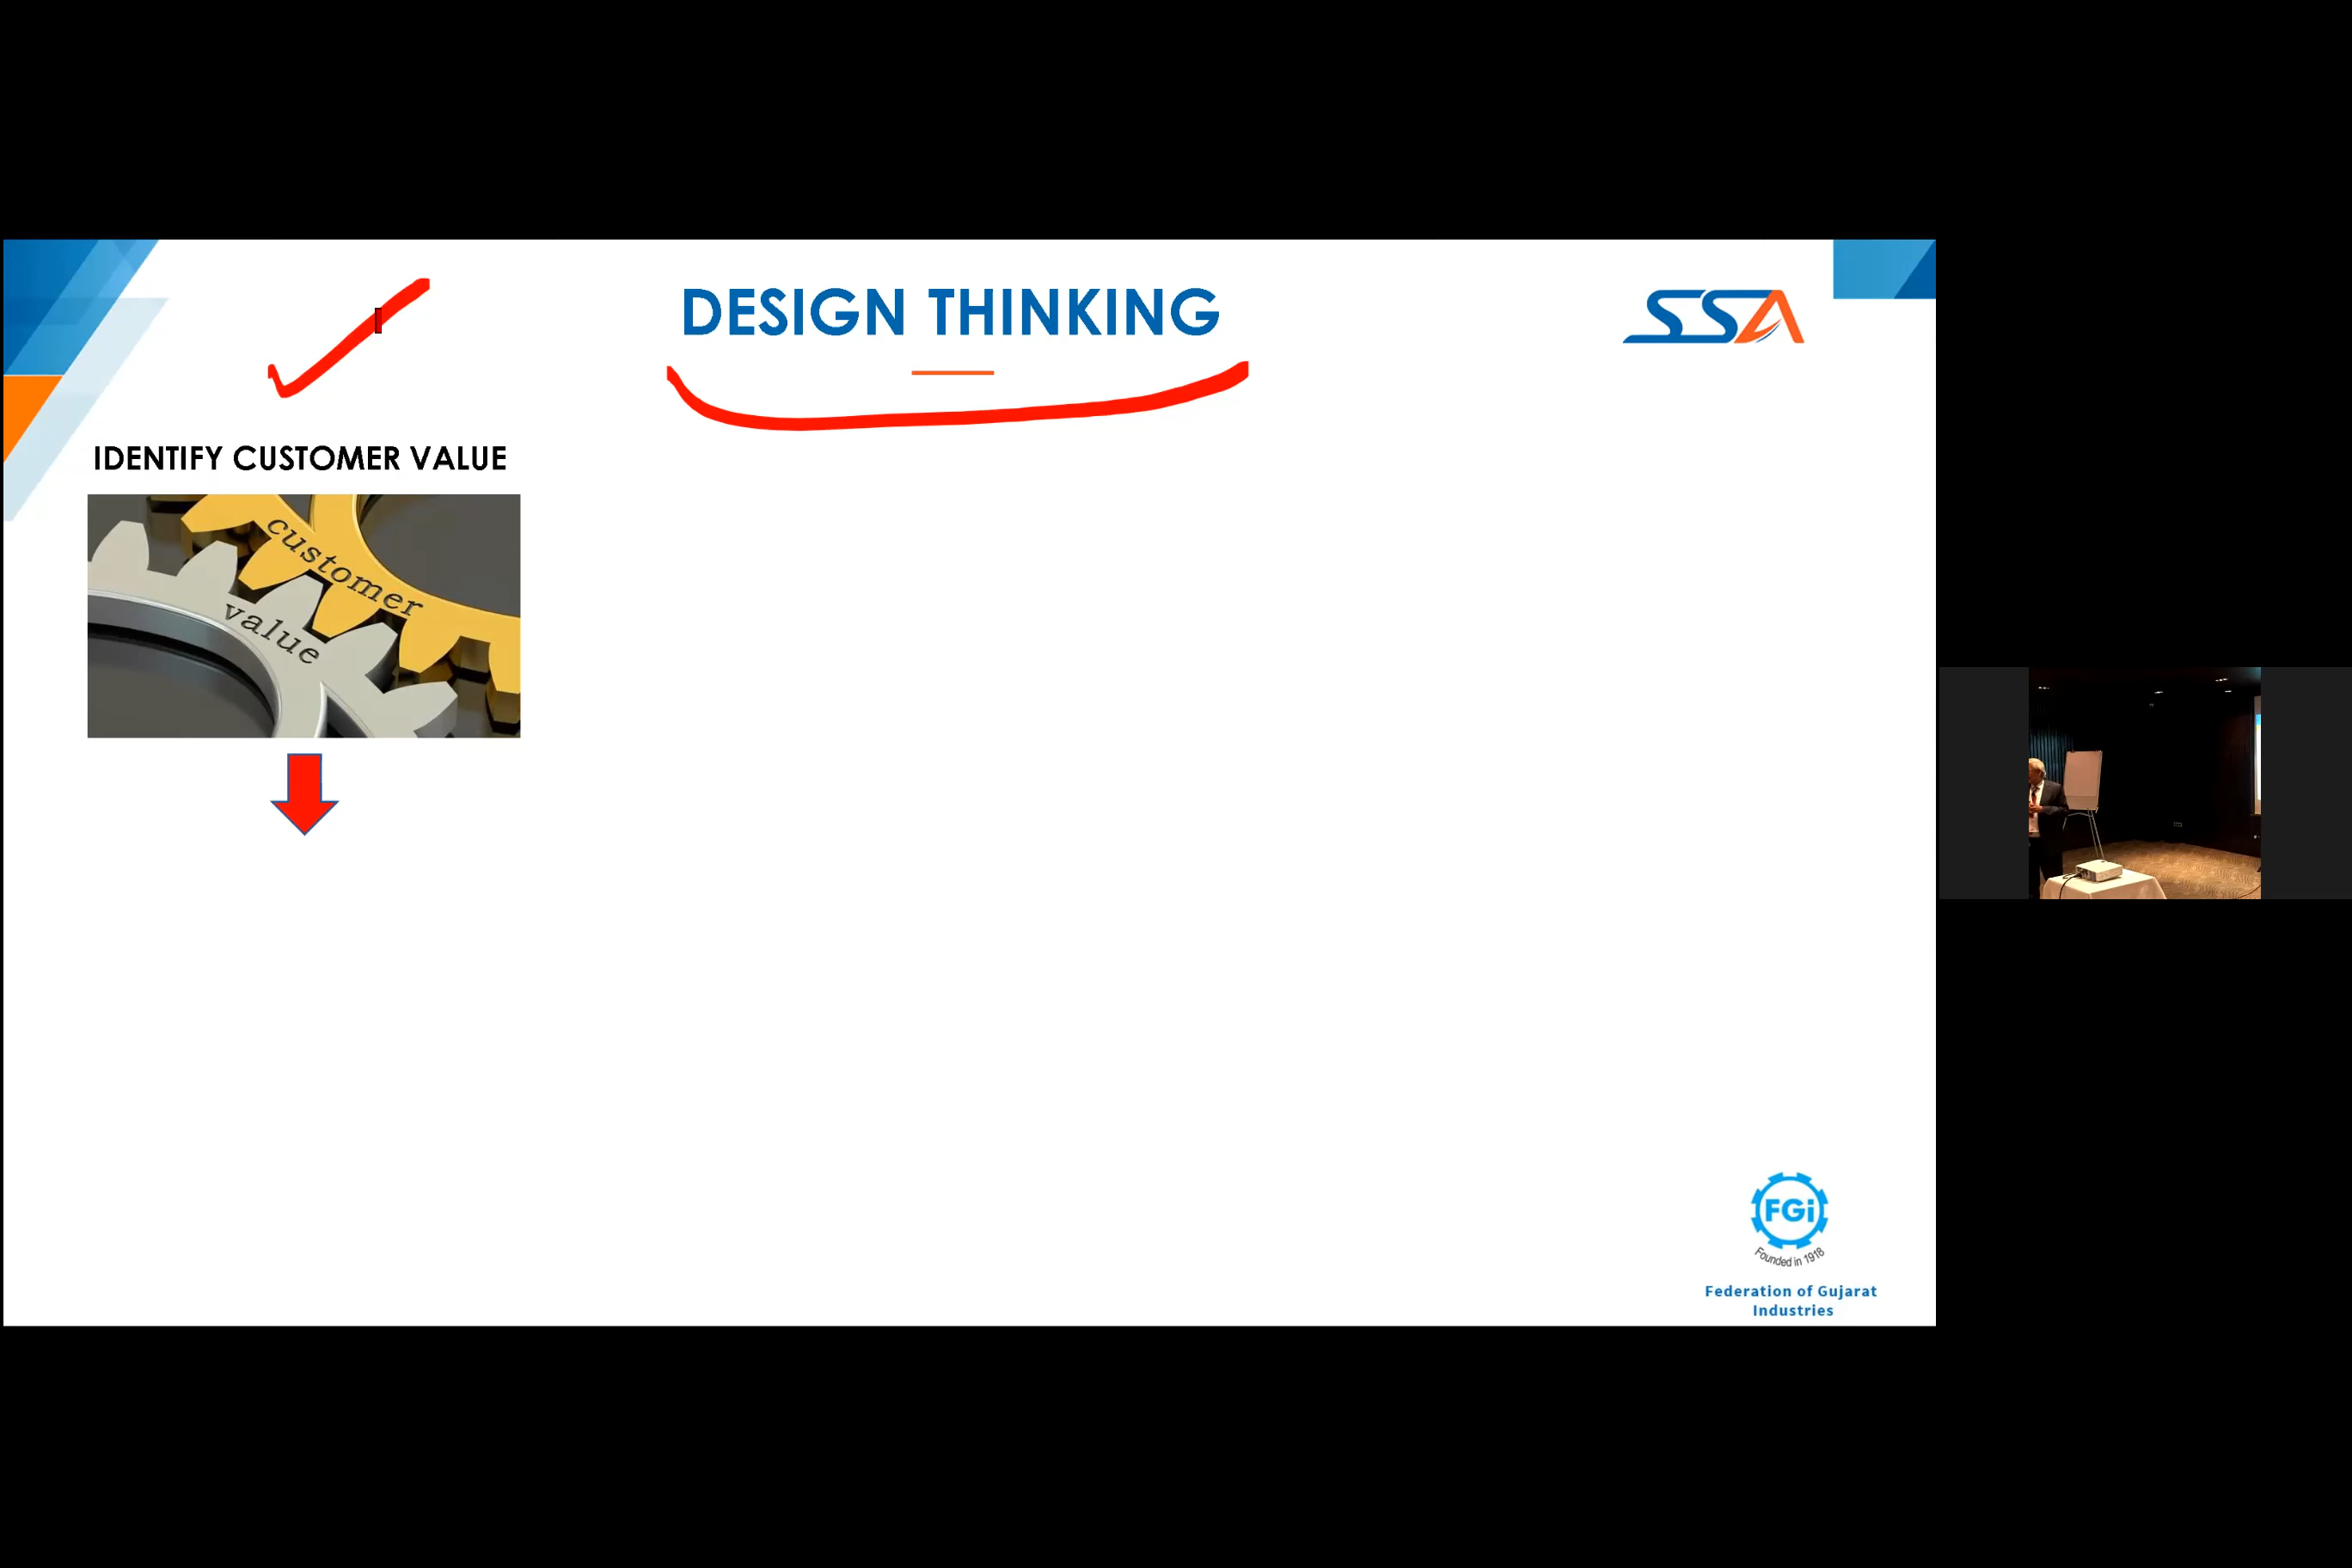 DESIGN THINKING
SSA
IDENTIFY CUSTOMER VALUE
customer
value
FGi
Founded in 1918
Federation of Gujarat
Industries